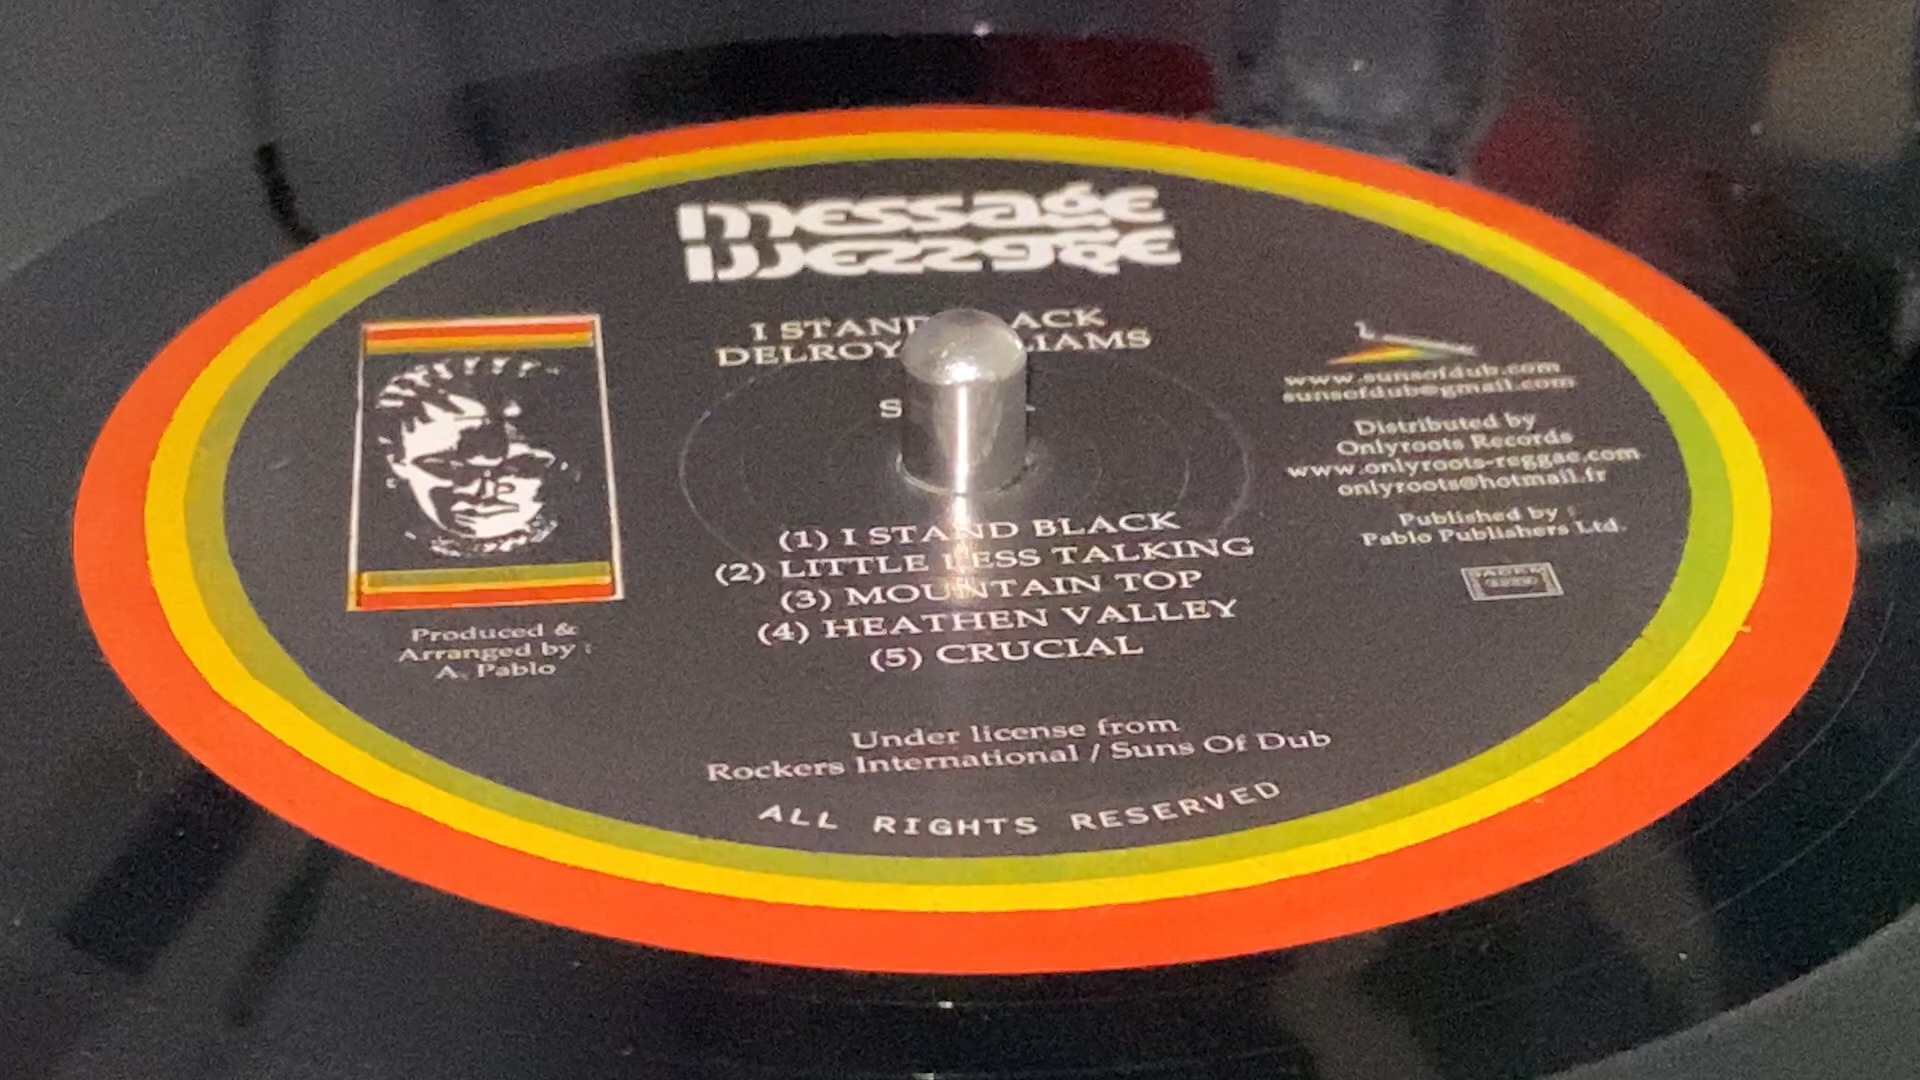 message
I STAND ACK
DELROY LIAMS
S
(1) I STAND BLACK
(2) LITTLE LESS TALKING
(3) MOUNTAIN TOP
(4) HEATHEN VALLEY
(5) CRUCIAL
Produced &
Arranged by :
A. Pablo
www.sunsofdub.com
sunsofdub@gmail.com
Distributed by
Onlyroots Records
www.onlyroots-reggae.com
onlyroots@hotmail.fr
Published by :
Pablo Publishers Ltd.
Under license from
Rockers International / Suns Of Dub
ALL RIGHTS RESERVED